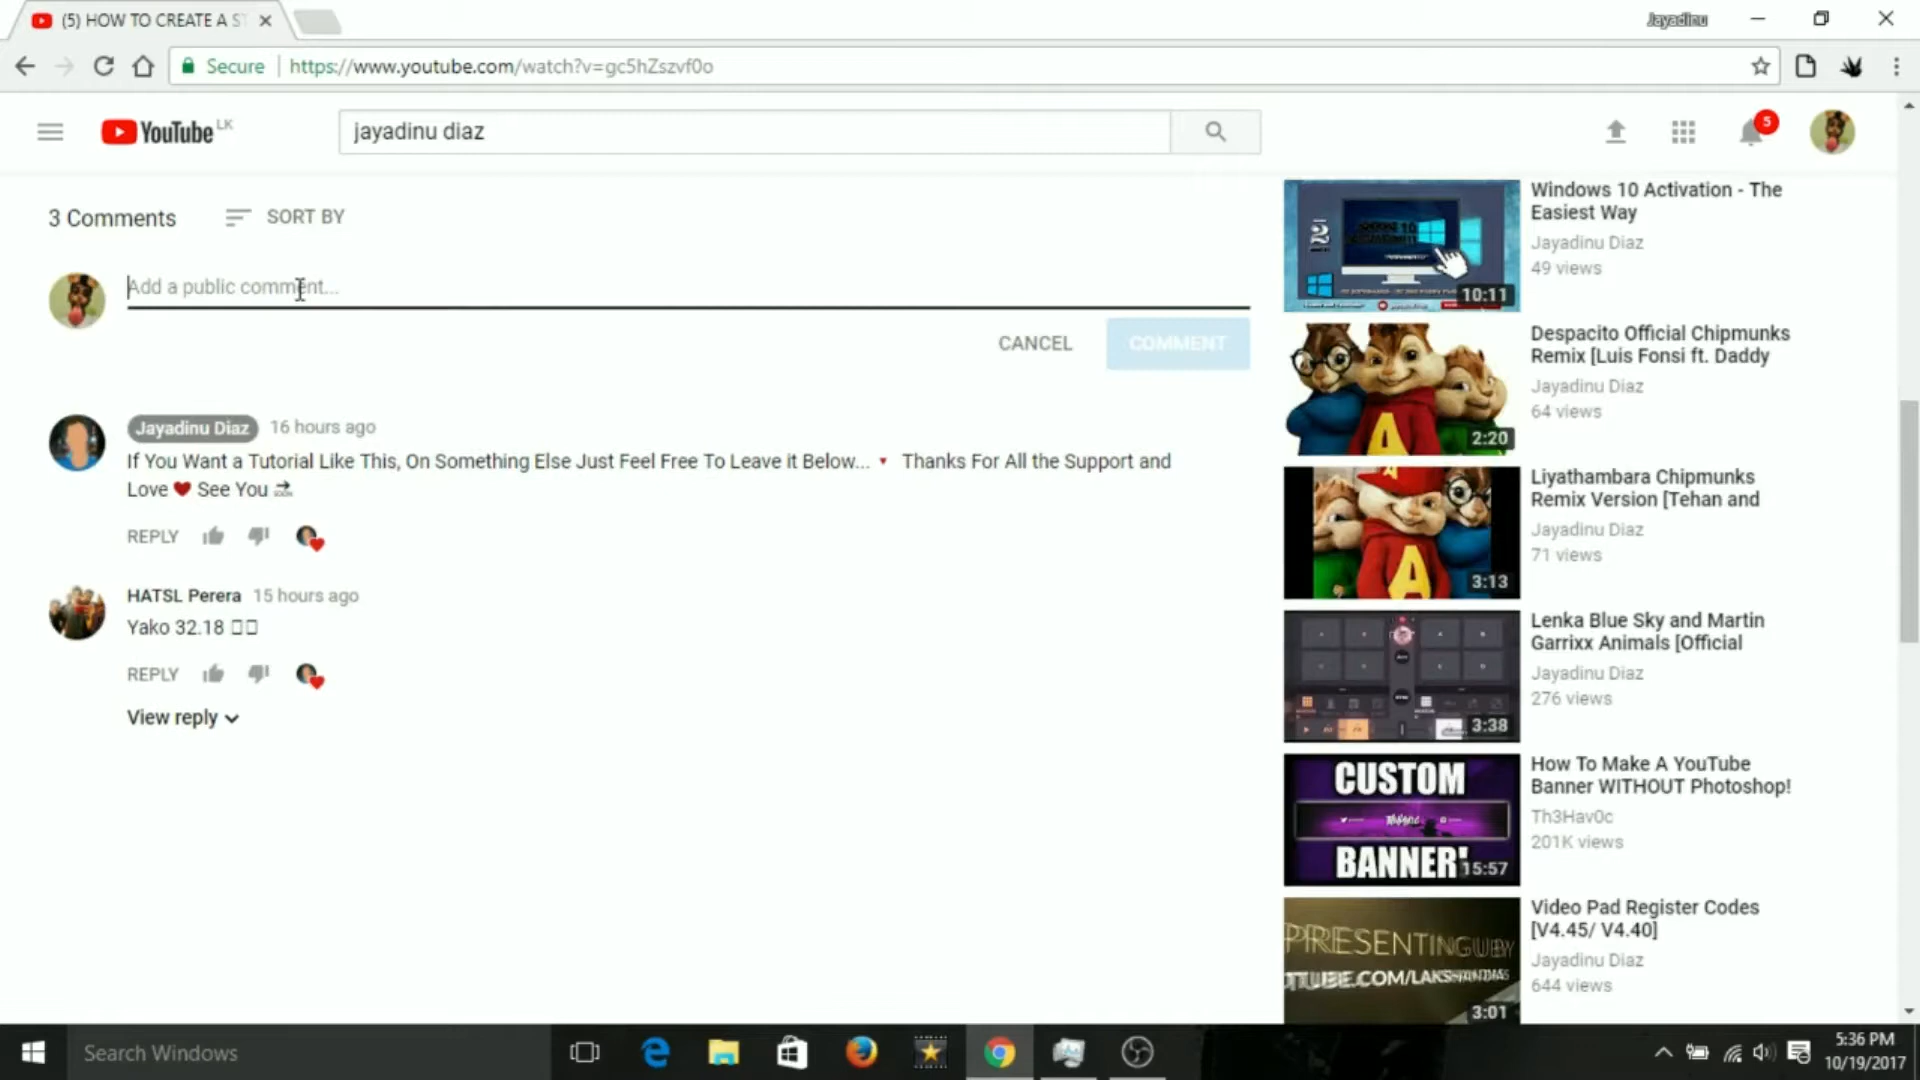 (5) HOW TO CREATE A ST
Jayadinu
Secure
https://www.youtube.com/watch?v=gc5hZszvf0o
YouTube LK
jayadinu diaz
5
3 Comments
SORT BY
Add a public comment...
CANCEL
COMMENT
Jayadinu Diaz 16 hours ago
If You Want a Tutorial Like This, On Something Else Just Feel Free To Leave it Below... Thanks For All the Support and
Love ❤ See You 🔜
REPLY
HATSL Perera 15 hours ago
Yako 32.18
REPLY
View reply
2
10:11
Windows 10 Activation - The
Easiest Way
Jayadinu Diaz
49 views
A
2:20
Despacito Official Chipmunks
Remix [Luis Fonsi ft. Daddy
Jayadinu Diaz
64 views
A
3:13
Liyathambara Chipmunks
Remix Version [Tehan and
Jayadinu Diaz
71 views
3:38
Lenka Blue Sky and Martin
Garrixx Animals [Official
Jayadinu Diaz
276 views
CUSTOM
BANNER
15:57
How To Make A YouTube
Banner WITHOUT Photoshop!
Th3Hav0c
201K views
PRESENTING
3:01
Video Pad Register Codes
[V4.45/ V4.40]
Jayadinu Diaz
644 views
Search Windows
5:36 PM
10/19/2017